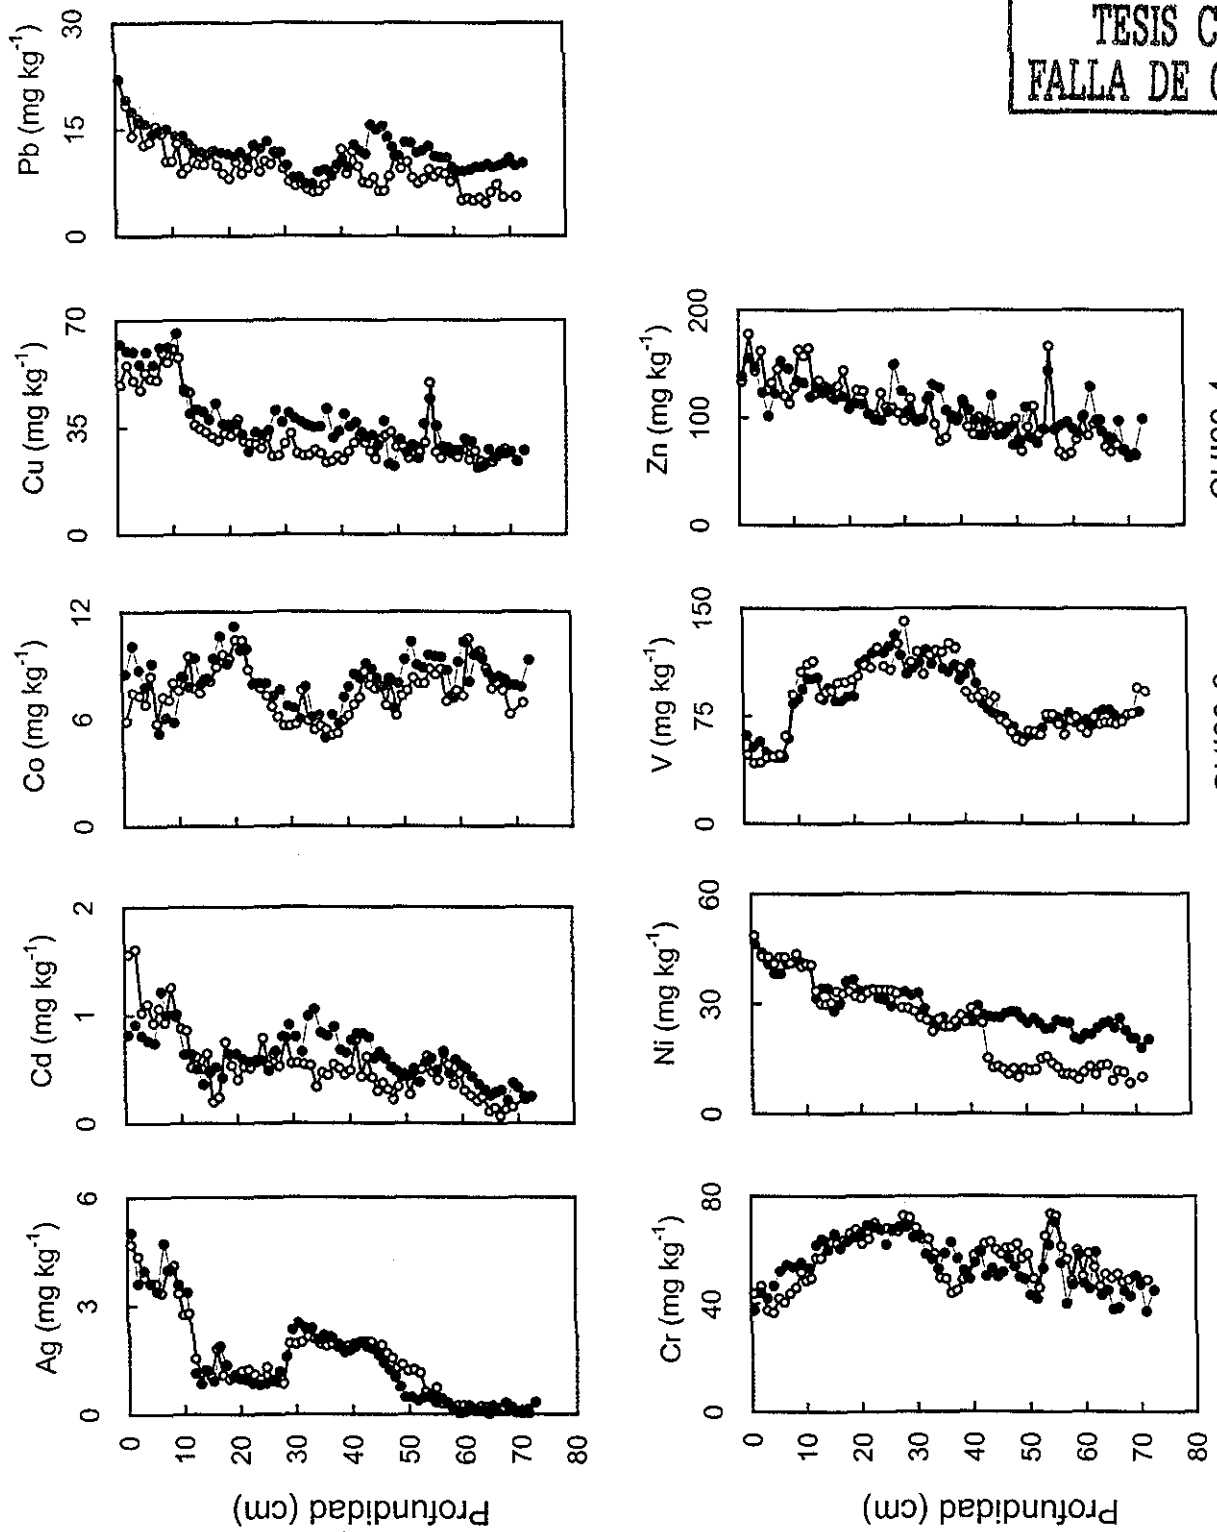 Ag (mg kg⁻¹)
0 3 6
Cd (mg kg⁻¹)
0 1 2
Co (mg kg⁻¹)
0 6 12
Cu (mg kg⁻¹)
0 35 70
Pb (mg kg⁻¹)
0 15 30
0
10
20
30
40
50
60
70
80
Profundidad (cm)
Cr (mg kg⁻¹)
0 40 80
Ni (mg kg⁻¹)
0 30 60
V (mg kg⁻¹)
0 75 150
Zn (mg kg⁻¹)
0 100 200
0
10
20
30
40
50
60
70
80
Profundidad (cm)
TESIS C
FALLA DE